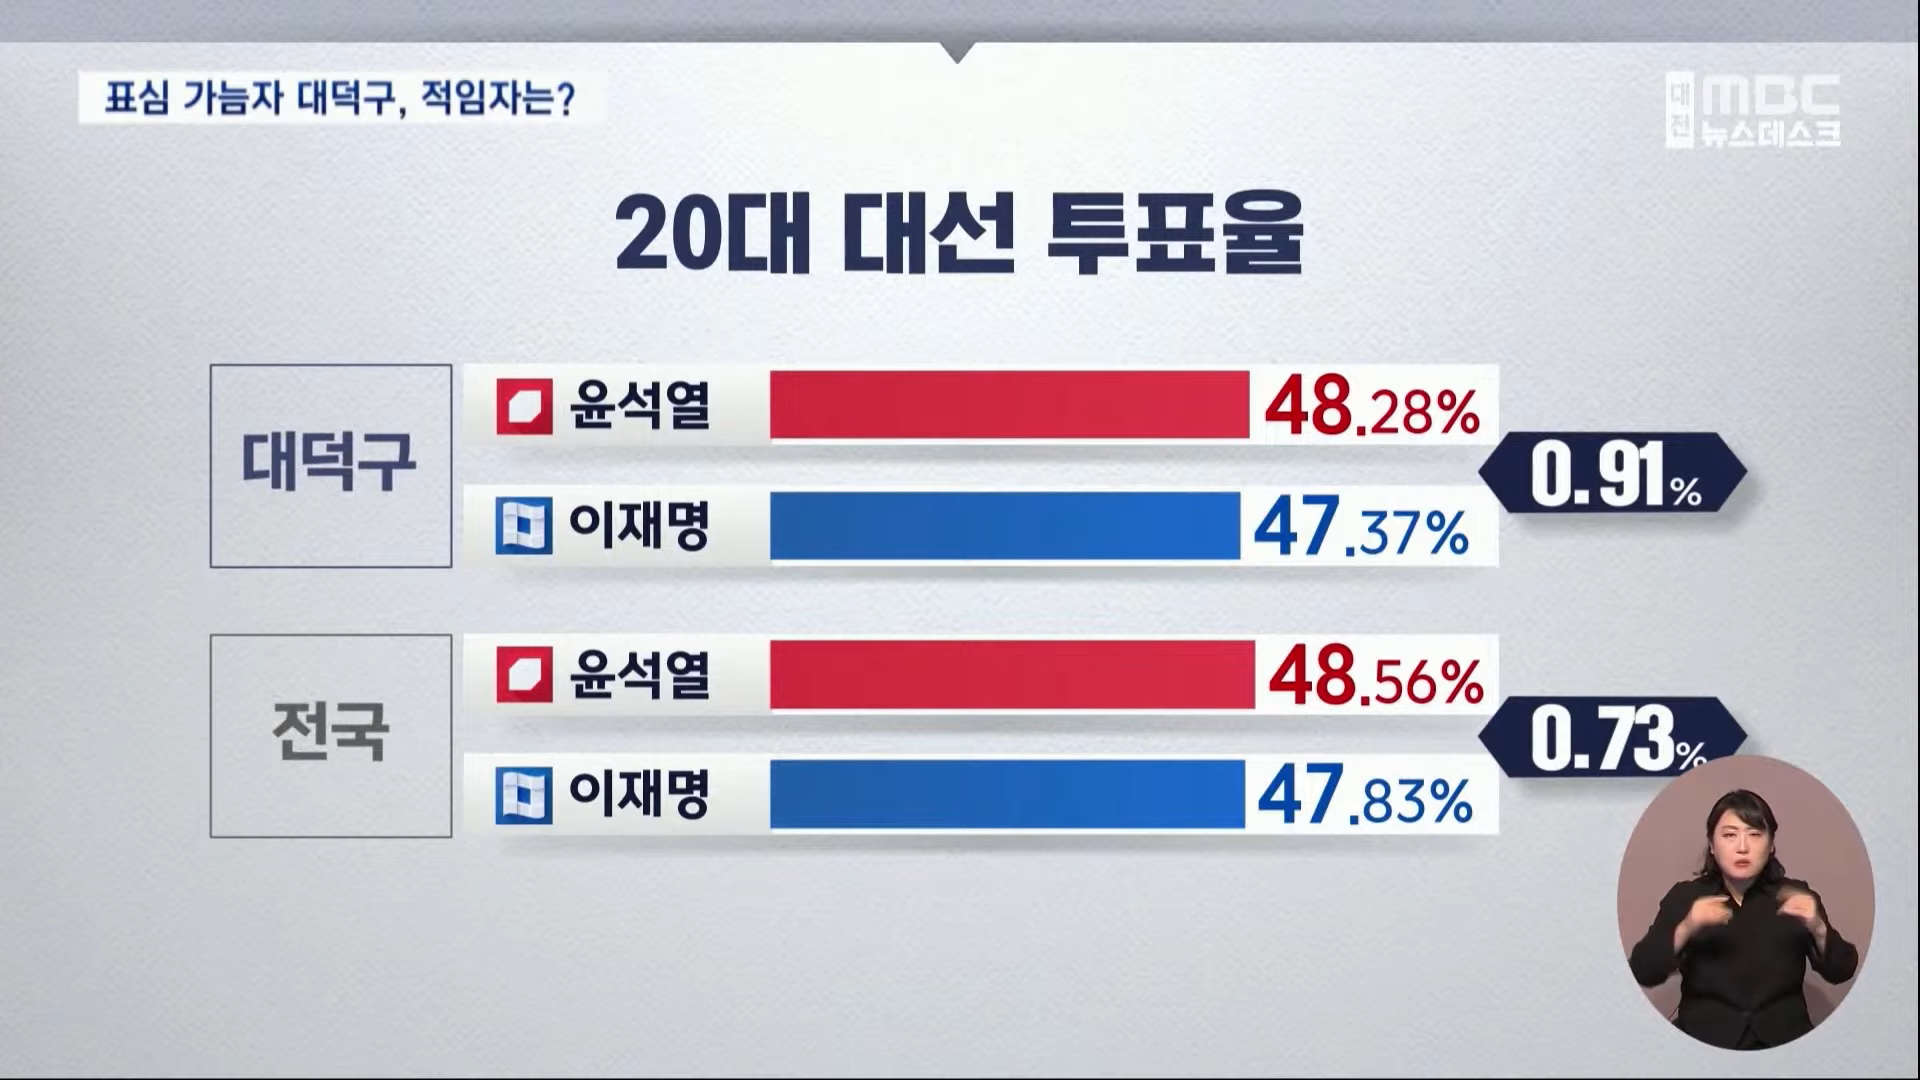 표심 가늠자 대덕구, 적임자는?
대전 MBC
뉴스데스크
20대 대선 투표율
대덕구
윤석열 48.28%
이재명 47.37%
0.91%
전국
윤석열 48.56%
이재명 47.83%
0.73%